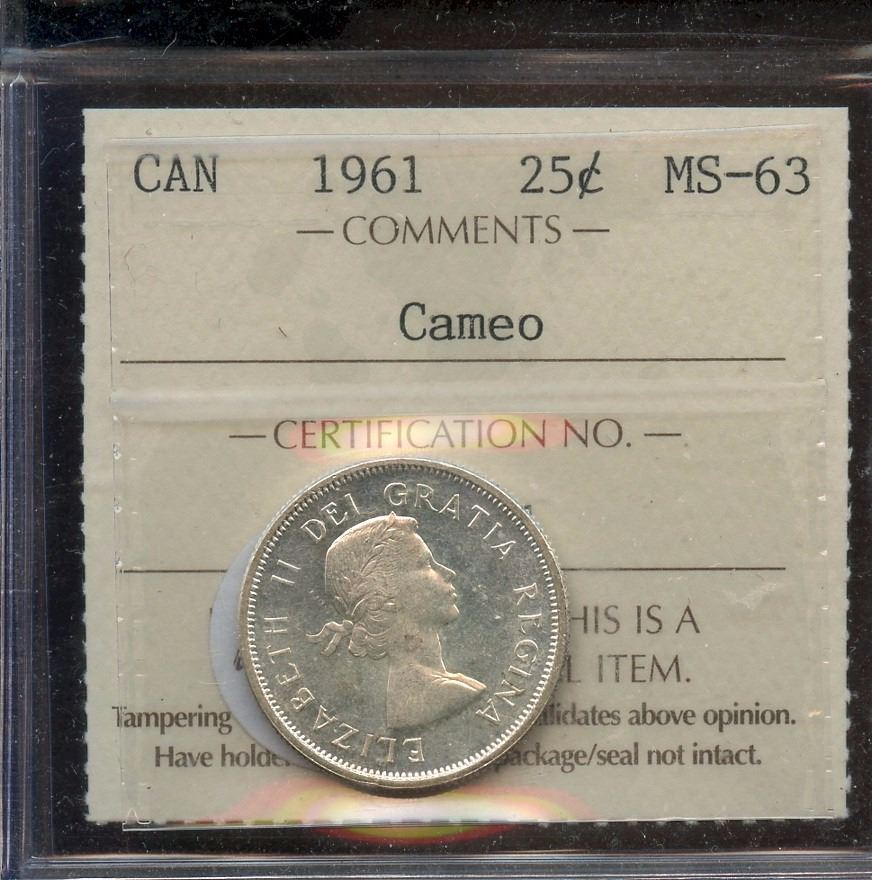 CAN 1961 25¢ MS-63
— COMMENTS —
Cameo
— CERTIFICATION NO. —
ELIZABETH II DEI GRATIA REGINA
HIS IS A
ITEM.
Tampering alidates above opinion.
Have holde ackage/seal not intact.